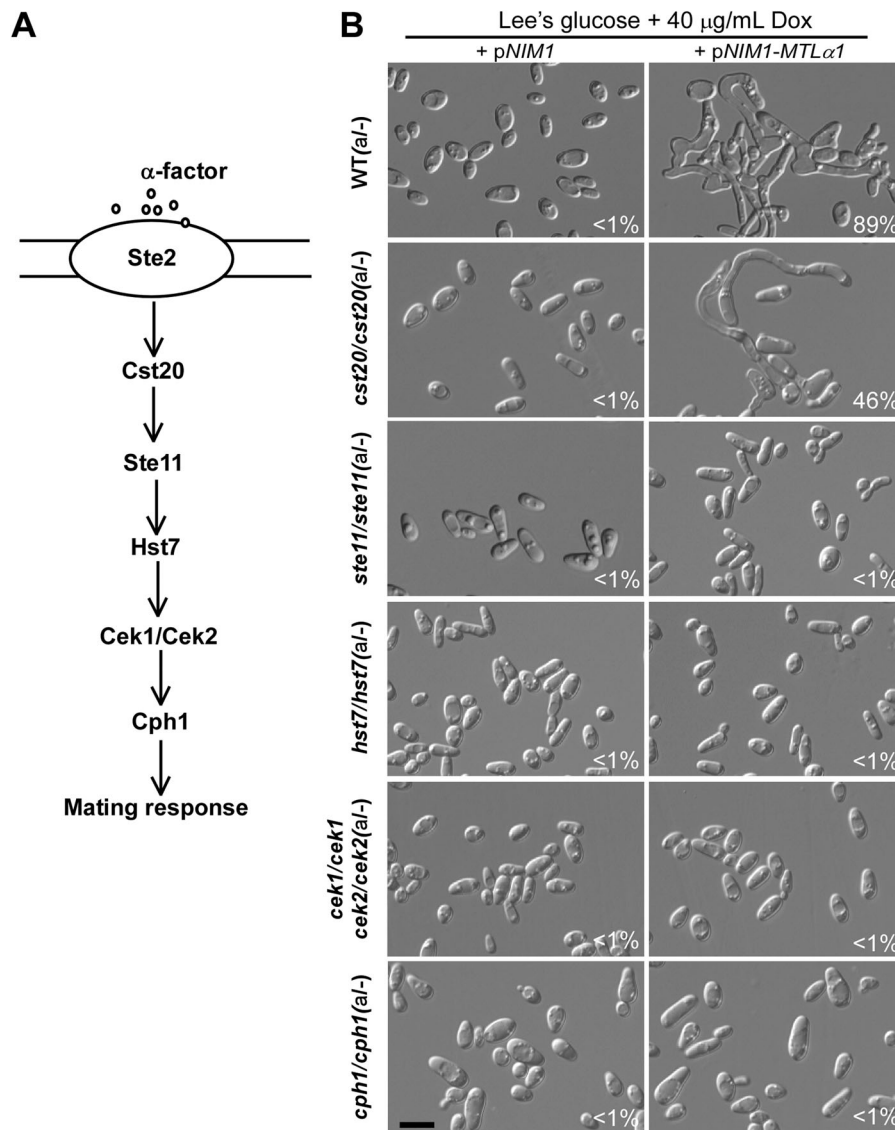 A
α-factor
Ste2
Cst20
Ste11
Hst7
Cek1/Cek2
Cph1
Mating response
B
Lee's glucose + 40 μg/mL Dox
+ pNIM1
+ pNIM1-MTLα1
WT(a/-)
<1%
89%
cst20/cst20(a/-)
<1%
46%
ste11/ste11(a/-)
<1%
<1%
hst7/hst7(a/-)
<1%
<1%
cek1/cek1
cek2/cek2(a/-)
<1%
<1%
cph1/cph1(a/-)
<1%
<1%